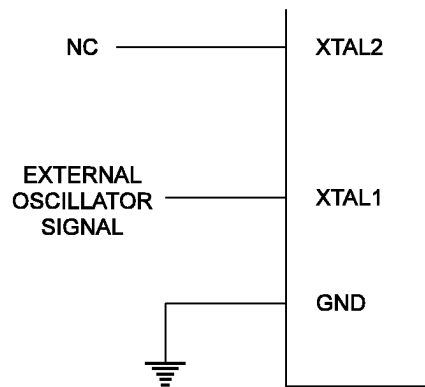 NC
XTAL2
EXTERNAL
OSCILLATOR
SIGNAL
XTAL1
GND